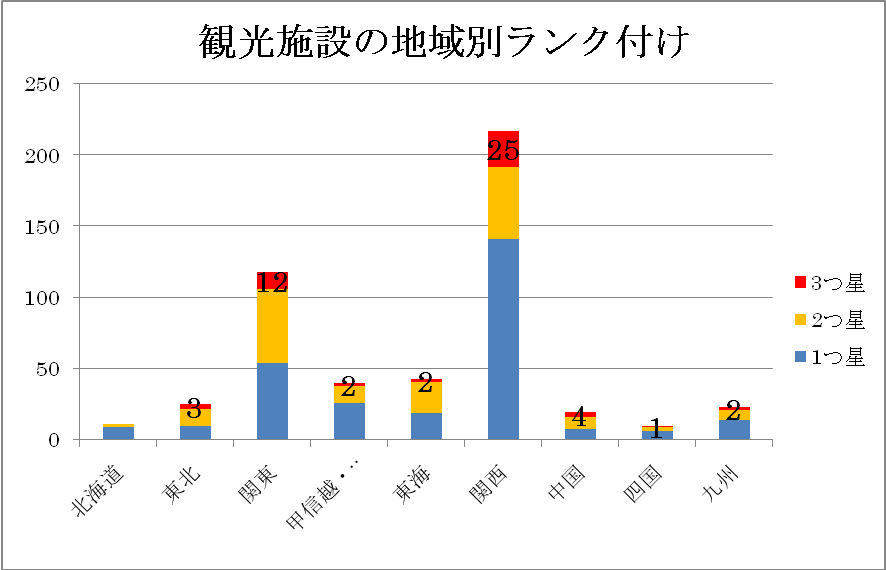 観光施設の地域別ランク付け
250
200
150
100
50
0
3
12
2
2
25
4
1
2
北海道
東北
関東
甲信越・…
東海
関西
中国
四国
九州
3つ星
2つ星
1つ星